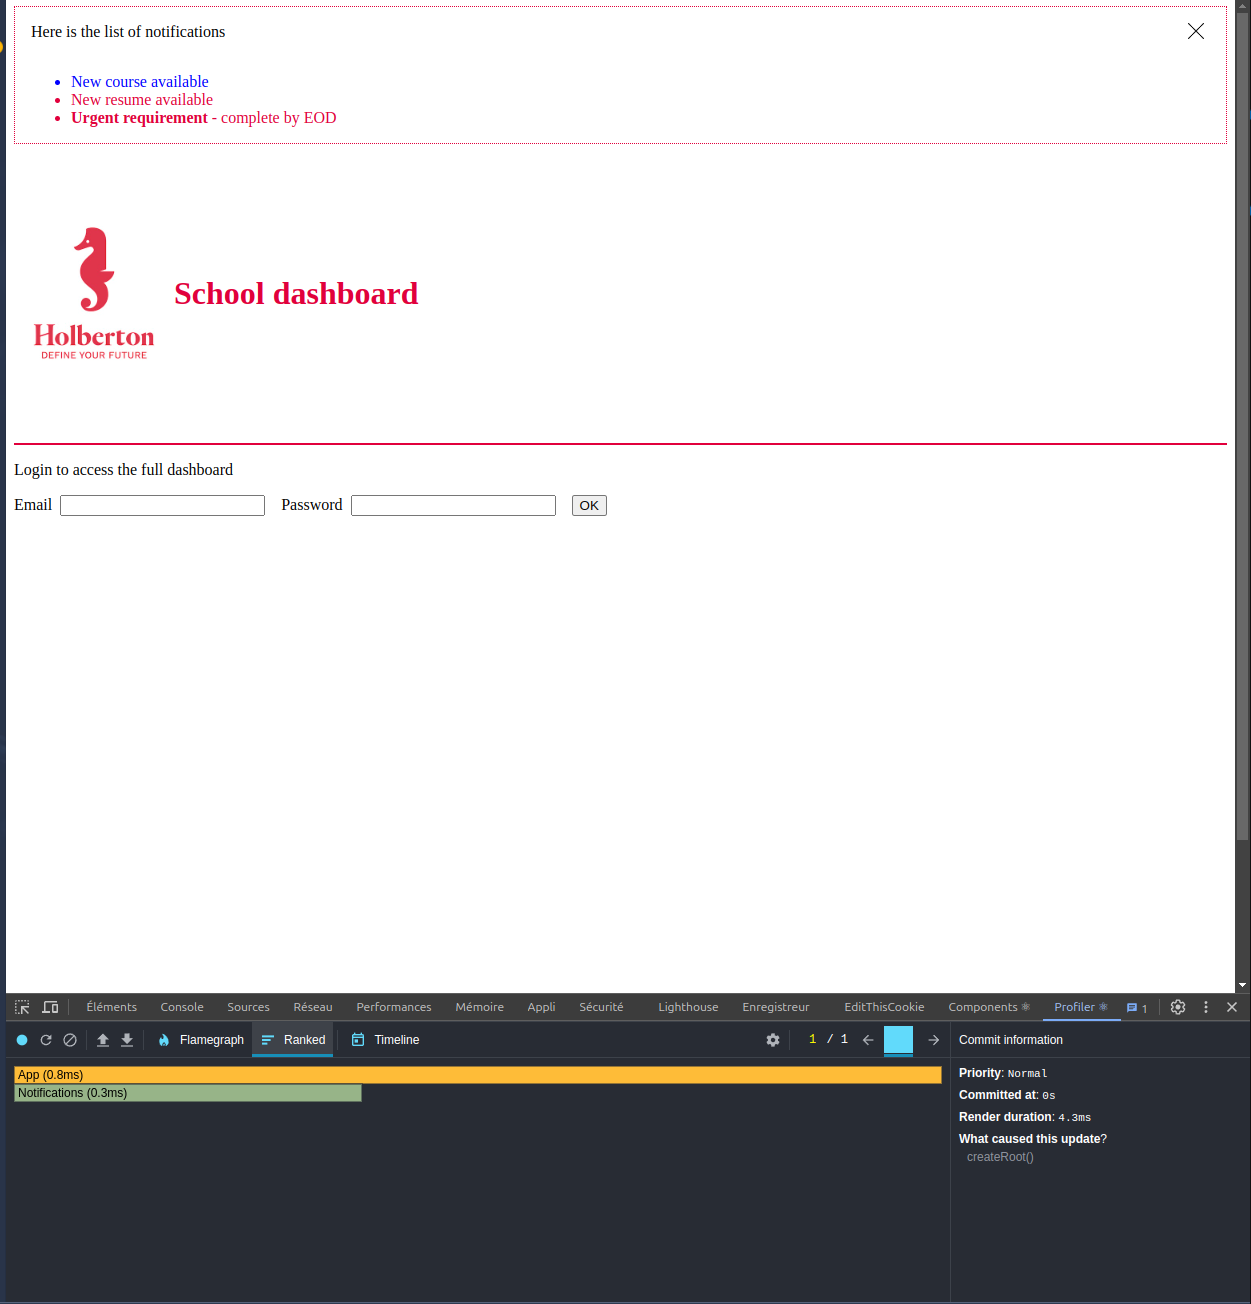 Here is the list of notifications
New course available
New resume available
Urgent requirement - complete by EOD
Holberton
DEFINE YOUR FUTURE
School dashboard
Login to access the full dashboard
Email Password OK
Éléments Console Sources Réseau Performances Mémoire Appli Sécurité Lighthouse Enregistreur EditThisCookie Components ⚛ Profiler ⚛ 1
Flamegraph Ranked Timeline 1 / 1 Commit information
App (0.8ms)
Notifications (0.3ms)
Priority: Normal
Committed at: 0s
Render duration: 4.3ms
What caused this update?
createRoot()